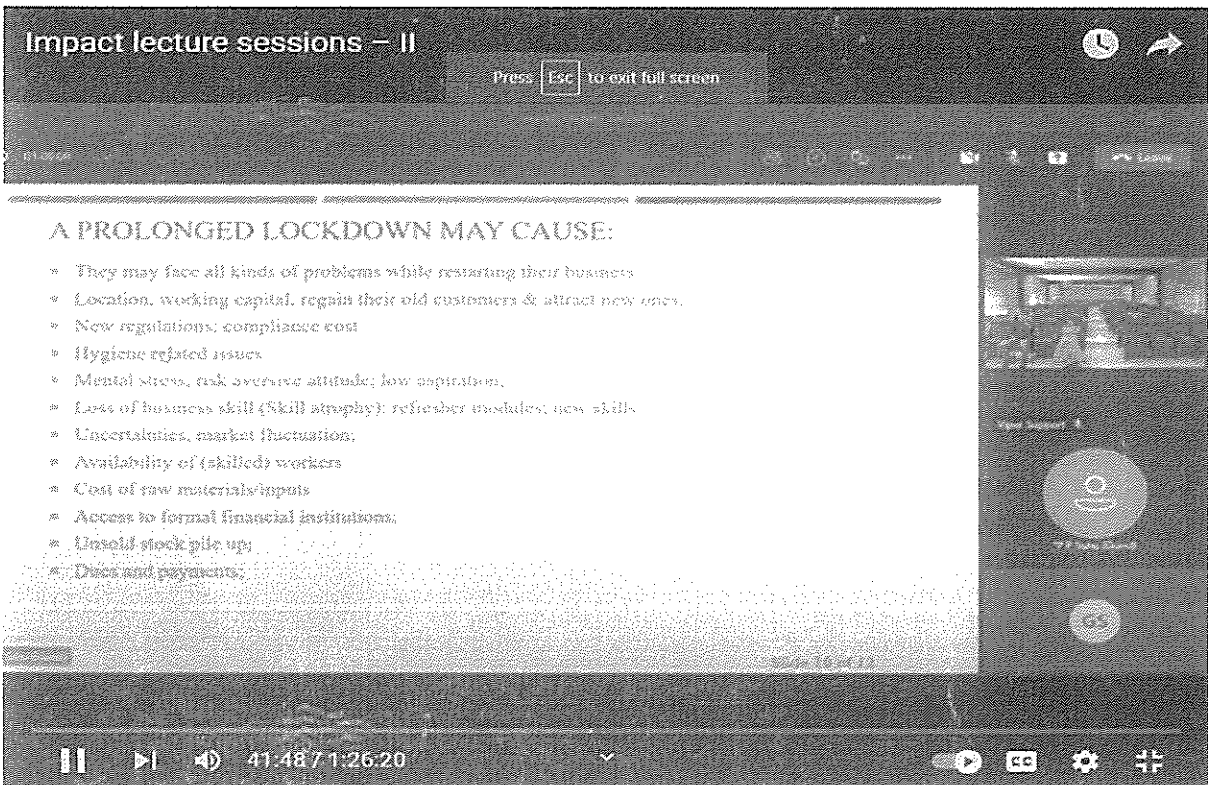 Impact lecture sessions – II
Press Esc to exit full screen
Leave
A PROLONGED LOCKDOWN MAY CAUSE:
They may face all kinds of problems while restarting their business
Location, working capital, regain their old customers & attract new ones.
New regulations; compliance cost
Hygiene related issues
Mental stress, risk aversive attitude; low aspiration;
Loss of business skill (Skill atrophy): refresher modules; new skills
Uncertainties, market fluctuation;
Availability of (skilled) workers
Cost of raw materials/inputs
Access to formal financial institutions;
Unsold stock pile up;
Dues and payments;
Support
GS
41:48 / 1:26:20
CC